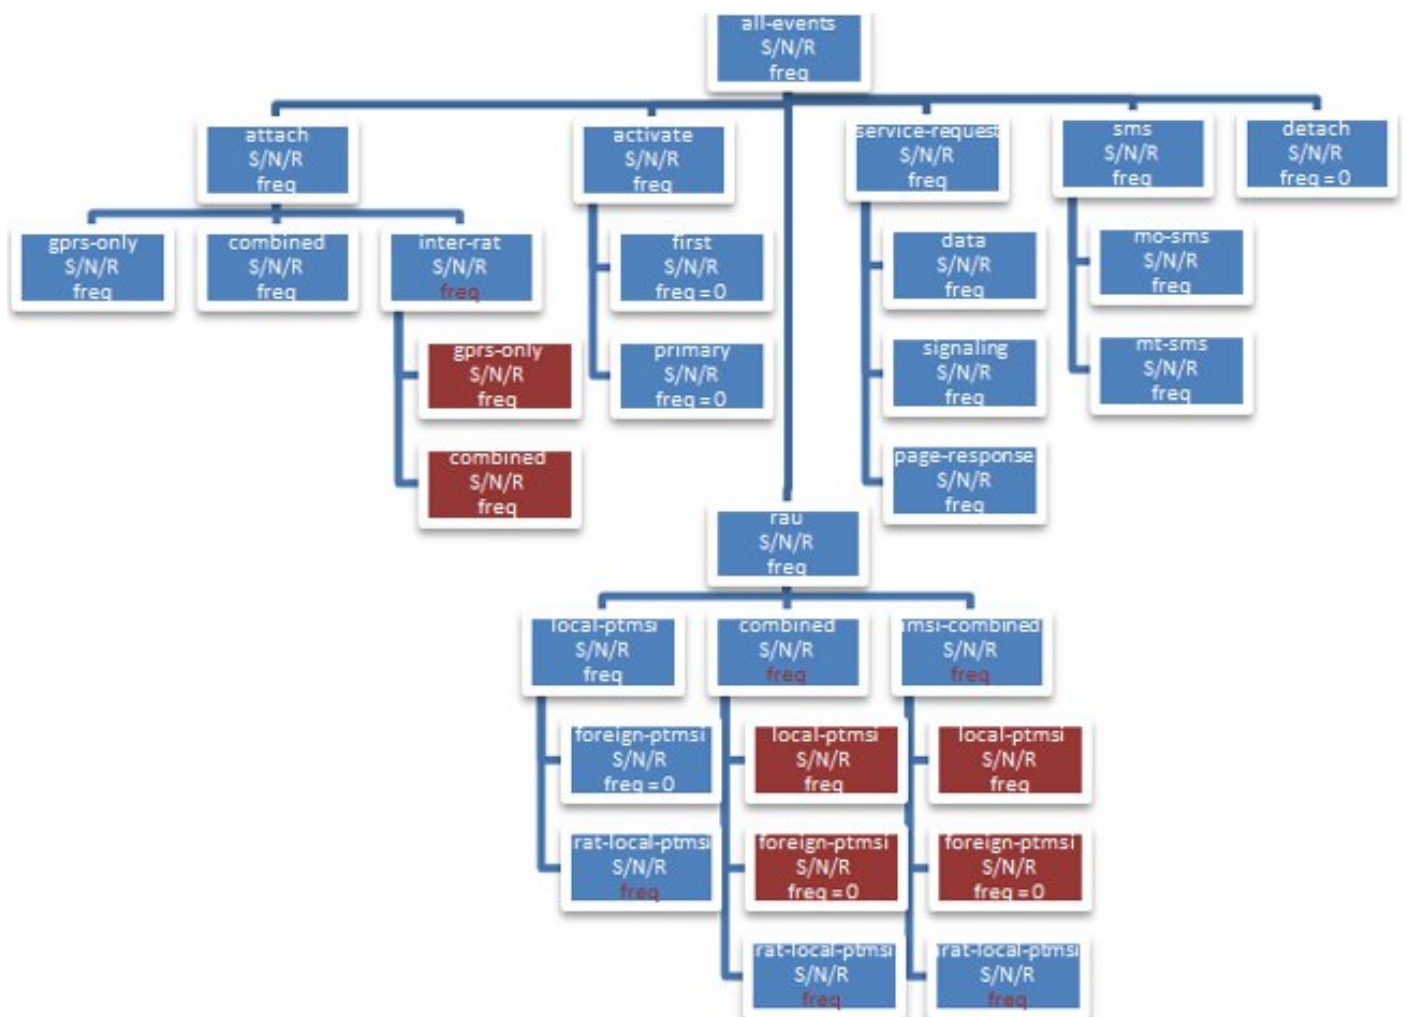 all-events
S/N/R
freq
attach
S/N/R
freq
activate
S/N/R
freq
service-request
S/N/R
freq
sms
S/N/R
freq
detach
S/N/R
freq = 0
gprs-only
S/N/R
freq
combined
S/N/R
freq
inter-rat
S/N/R
freq
first
S/N/R
freq = 0
data
S/N/R
freq
mo-sms
S/N/R
freq
gprs-only
S/N/R
freq
primary
S/N/R
freq = 0
signaling
S/N/R
freq
mt-sms
S/N/R
freq
combined
S/N/R
freq
page-response
S/N/R
freq
rau
S/N/R
freq
local-ptmsi
S/N/R
freq
combined
S/N/R
freq
imsi-combined
S/N/R
freq
foreign-ptmsi
S/N/R
freq = 0
local-ptmsi
S/N/R
freq
local-ptmsi
S/N/R
freq
rat-local-ptmsi
S/N/R
freq
foreign-ptmsi
S/N/R
freq = 0
foreign-ptmsi
S/N/R
freq = 0
rat-local-ptmsi
S/N/R
freq
irat-local-ptmsi
S/N/R
freq